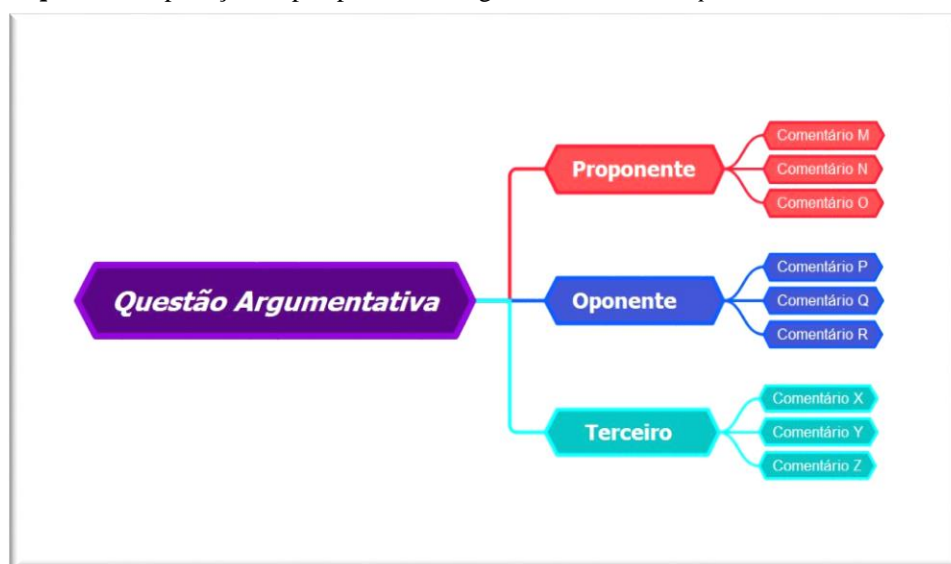 Proponente
Comentário M
Comentário N
Comentário O
Questão Argumentativa
Oponente
Comentário P
Comentário Q
Comentário R
Terceiro
Comentário X
Comentário Y
Comentário Z